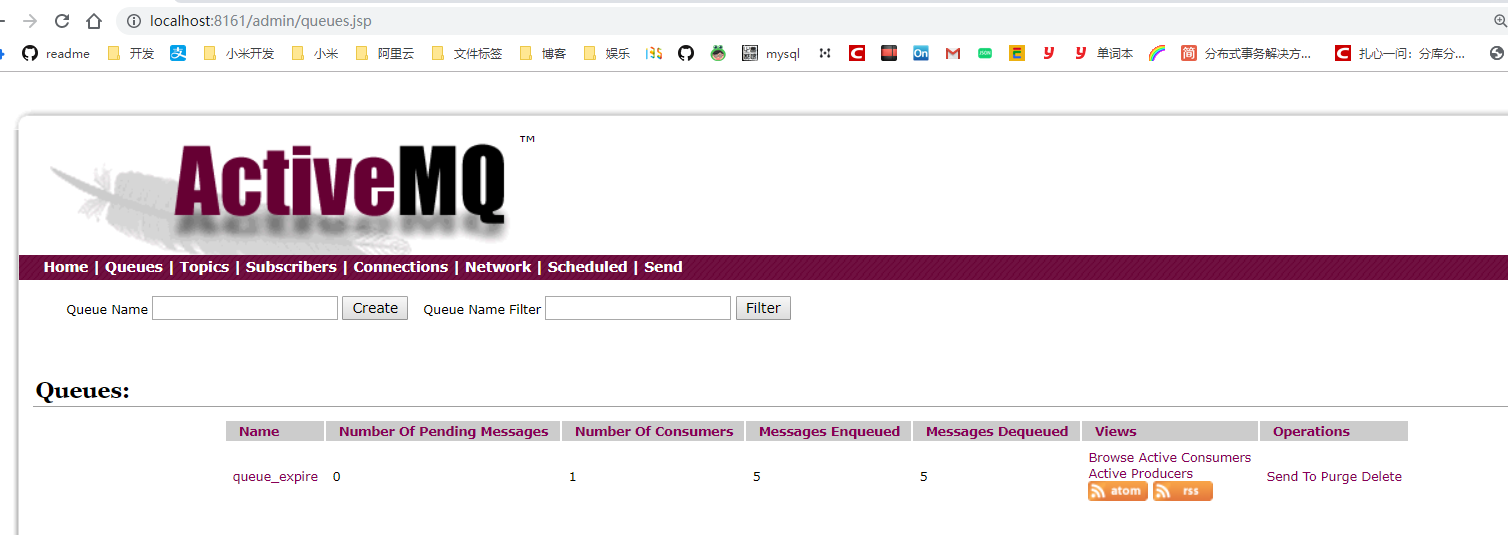 localhost:8161/admin/queues.jsp
readme 开发 小米开发 小米 阿里云 文件标签 博客 娱乐 mysql On 单词本 简 分布式事务解决方... 扎心一问：分库分...
ActiveMQ ™
Home | Queues | Topics | Subscribers | Connections | Network | Scheduled | Send
Queue Name Create Queue Name Filter Filter
Queues:
Name Number Of Pending Messages Number Of Consumers Messages Enqueued Messages Dequeued Views Operations
queue_expire 0 1 5 5 Browse Active Consumers
Active Producers
atom rss
Send To Purge Delete